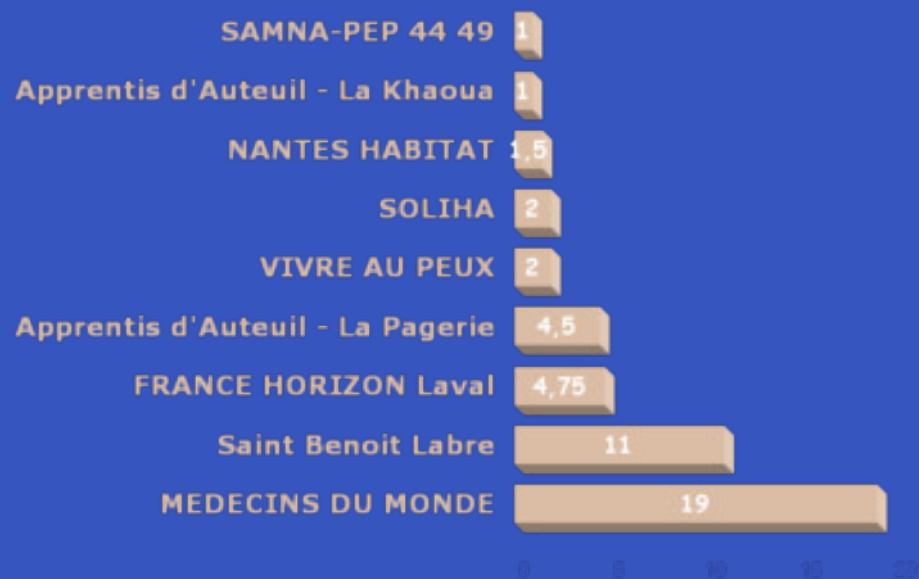 SAMNA-PEP 44 49 1
Apprentis d'Auteuil - La Khaoua 1
NANTES HABITAT 1,5
SOLIHA 2
VIVRE AU PEUX 2
Apprentis d'Auteuil - La Pagerie 4,5
FRANCE HORIZON Laval 4,75
Saint Benoit Labre 11
MEDECINS DU MONDE 19
0 5 10 15 20